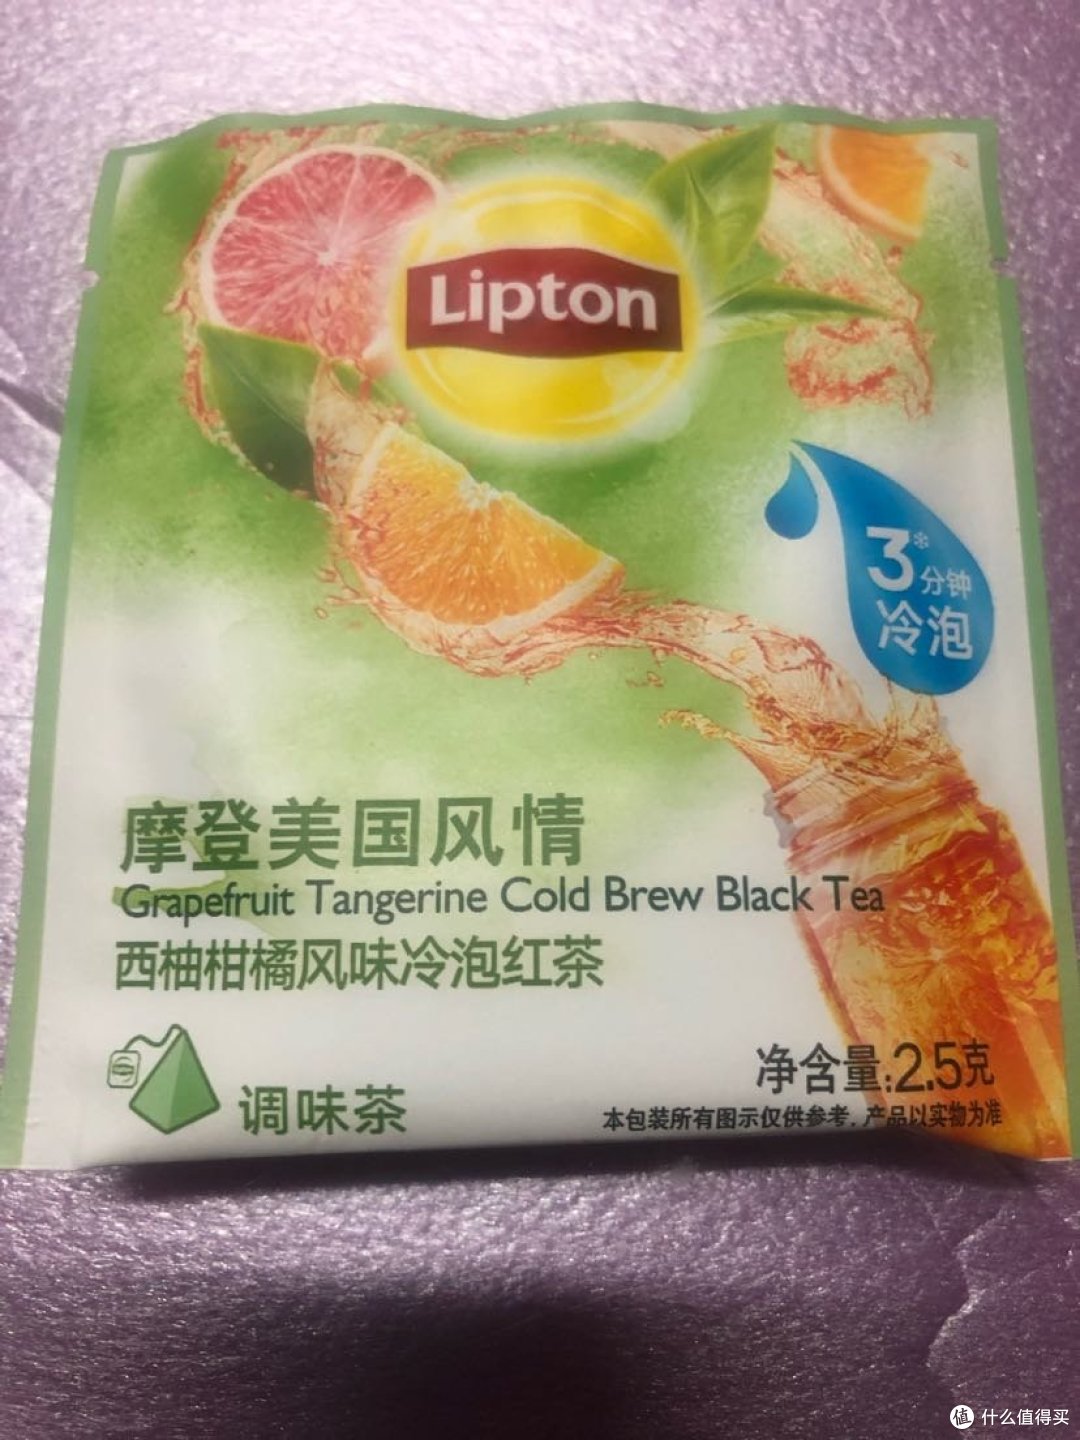 Lipton
3*分钟
冷泡
摩登美国风情
Grapefruit Tangerine Cold Brew Black Tea
西柚柑橘风味冷泡红茶
调味茶
净含量:2.5克
本包装所有图示仅供参考,产品以实物为准
值 什么值得买